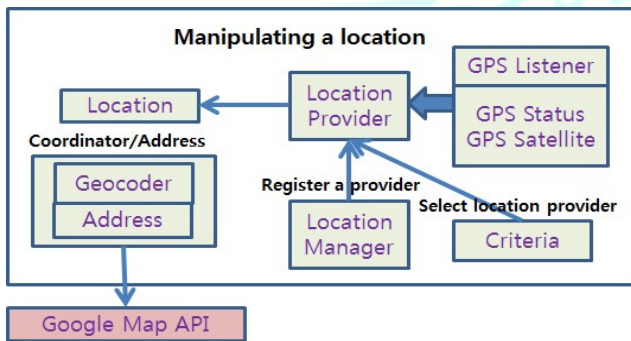 Manipulating a location
GPS Listener
Location
Location
Provider
GPS Status
GPS Satellite
Coordinator/Address
Geocoder
Address
Register a provider
Select location provider
Location
Manager
Criteria
Google Map API